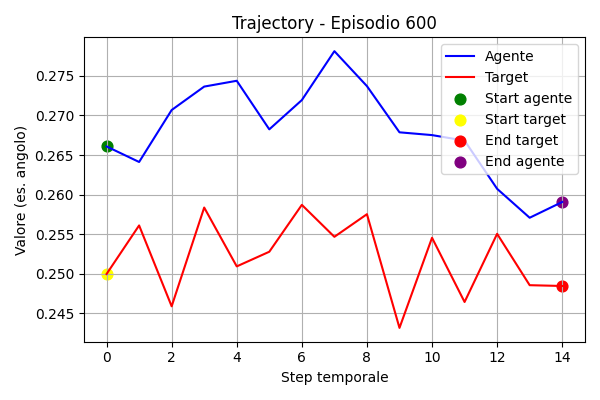 Trajectory - Episodio 600
Agente
Target
Start agente
Start target
End target
End agente
Valore (es. angolo)
0.275
0.270
0.265
0.260
0.255
0.250
0.245
0 2 4 6 8 10 12 14
Step temporale